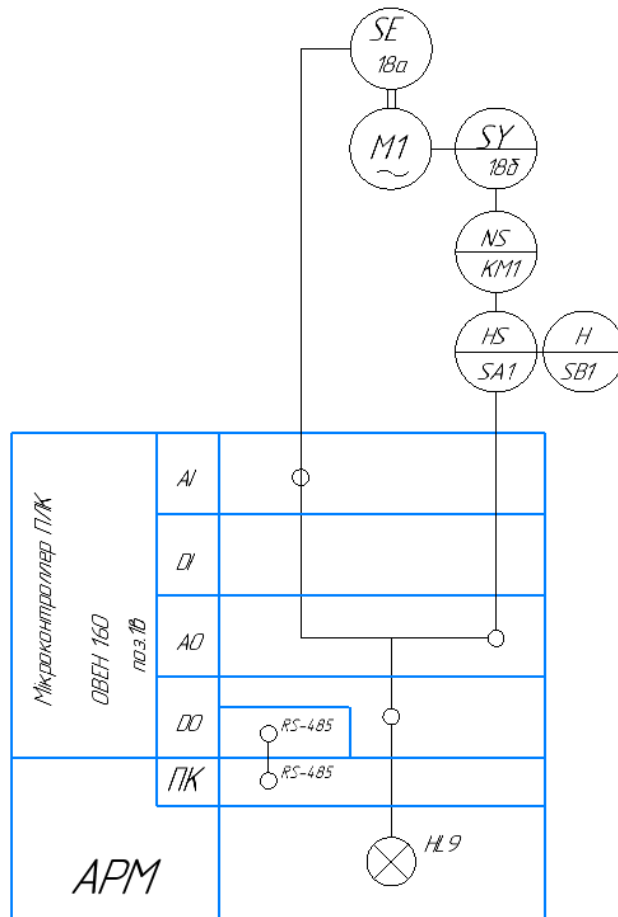 SE
18а
M1
SY
18б
NS
KM1
HS
SA1
H
SB1
Мікроконтроллер ПЛК
ОВЕН 160
поз.1в
AI
DI
AO
DO
RS-485
ПК
RS-485
АРМ
HL9